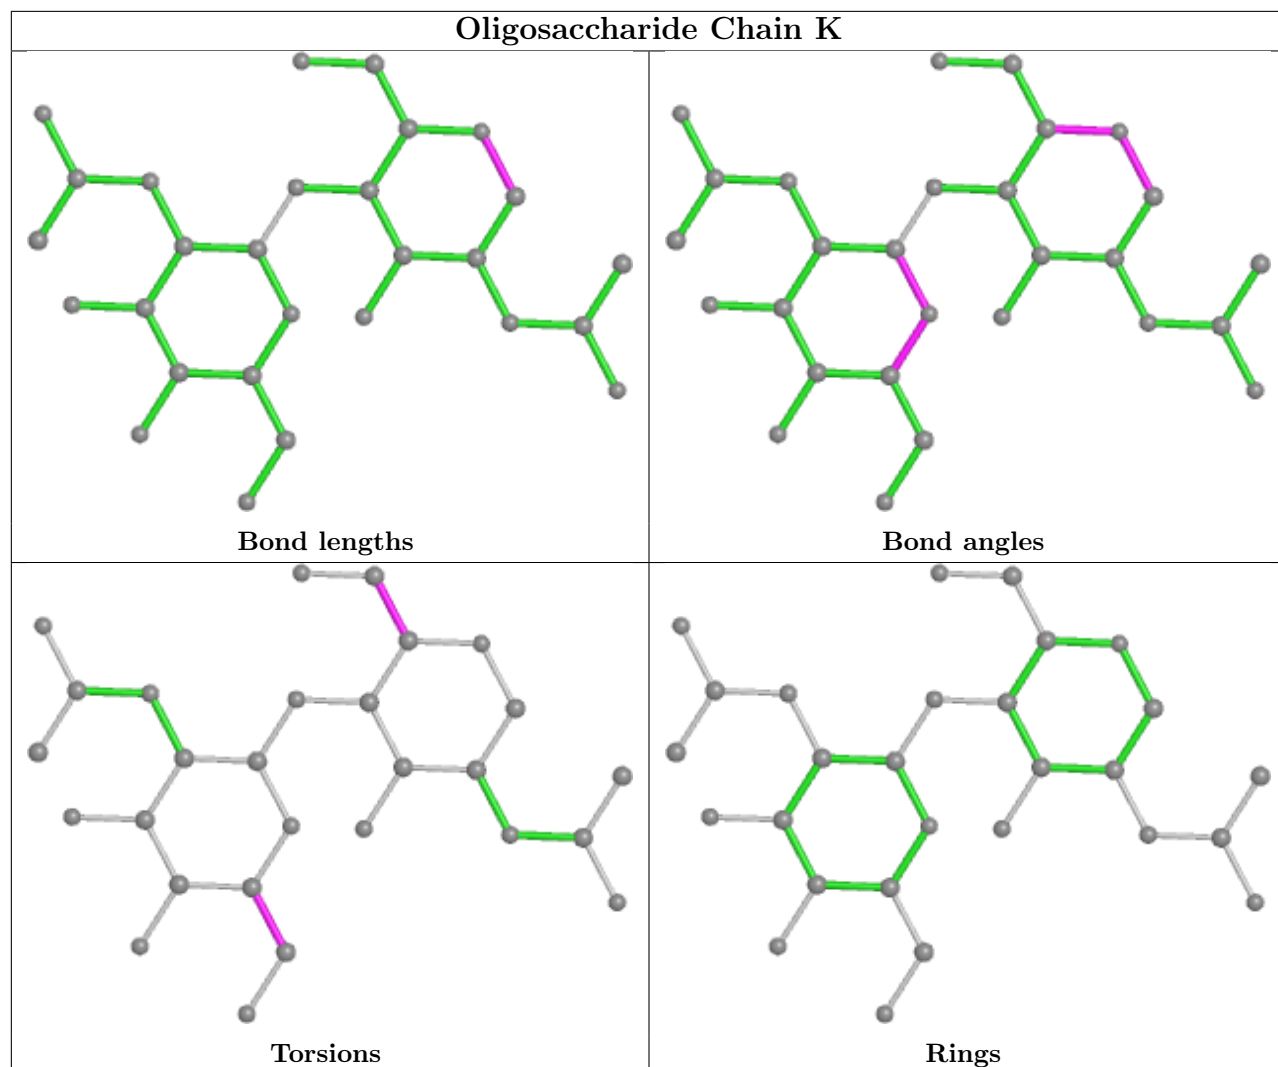 Oligosaccharide Chain K
Bond lengths
Bond angles
Torsions
Rings